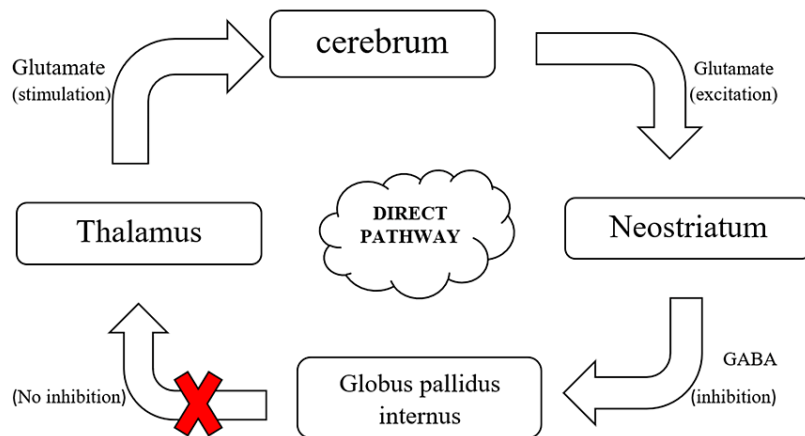 cerebrum
Glutamate
(stimulation)
Glutamate
(excitation)
Thalamus
DIRECT
PATHWAY
Neostriatum
(No inhibition)
Globus pallidus
internus
GABA
(inhibition)